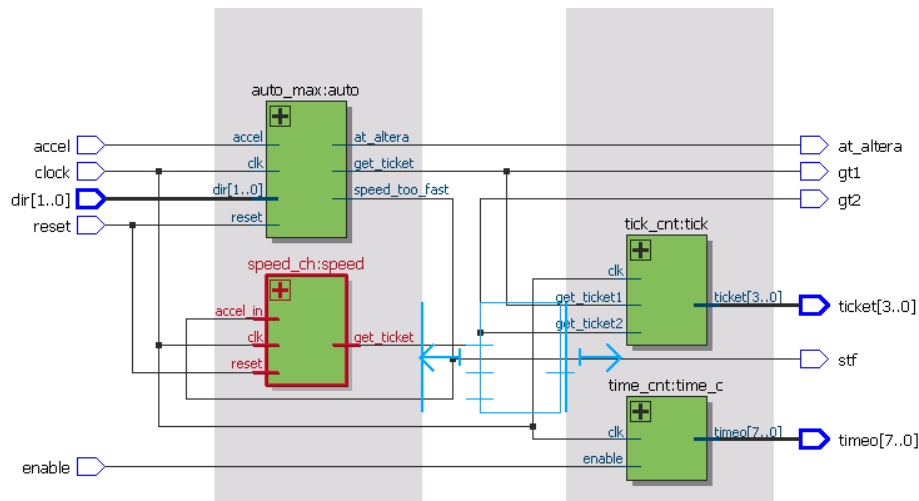 auto_max:auto
accel
accel
at_altera
at_altera
clock
clk
get_ticket
gt1
dir[1..0]
dir[1..0]
speed_too_fast
gt2
reset
reset
tick_cnt:tick
speed_ch:speed
clk
accel_in
get_ticket1
ticket[3..0]
ticket[3..0]
clk
get_ticket
get_ticket2
reset
stf
time_cnt:time_c
clk
timeo[7..0]
timeo[7..0]
enable
enable